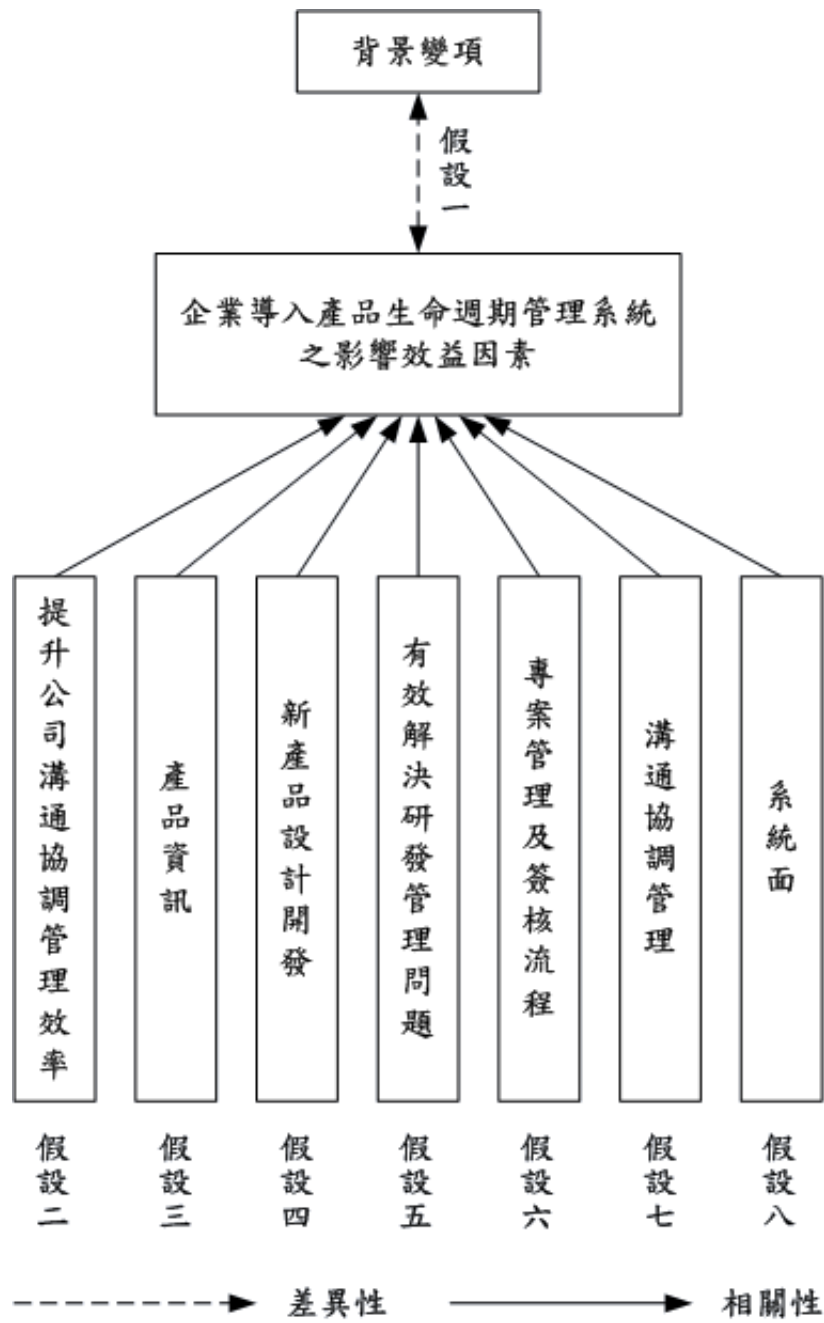 背景變項
假設一
企業導入產品生命週期管理系統
之影響效益因素
提升公司溝通協調管理效率
產品資訊
新產品設計開發
有效解決研發管理問題
專案管理及簽核流程
溝通協調管理
系統面
假設二
假設三
假設四
假設五
假設六
假設七
假設八
差異性
相關性